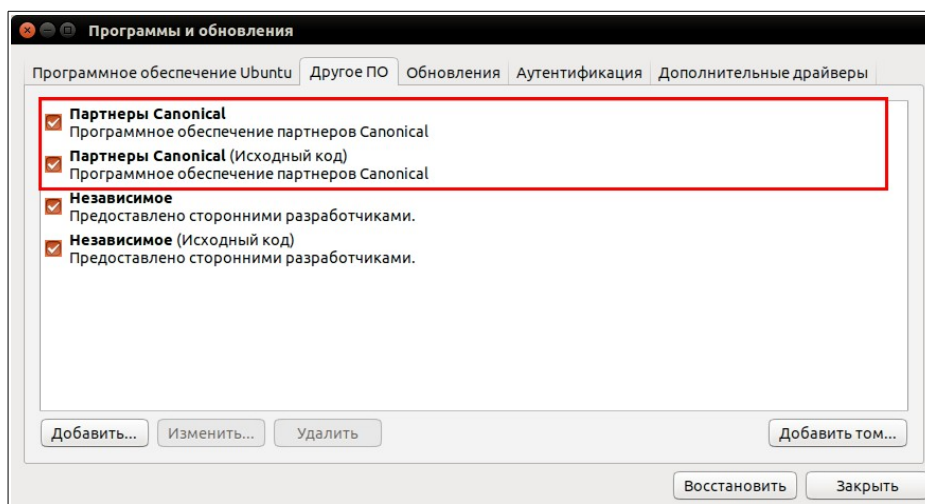 Программы и обновления
Программное обеспечение Ubuntu Другое ПО Обновления Аутентификация Дополнительные драйверы
Партнеры Canonical
Программное обеспечение партнеров Canonical
Партнеры Canonical (Исходный код)
Программное обеспечение партнеров Canonical
Независимое
Предоставлено сторонними разработчиками.
Независимое (Исходный код)
Предоставлено сторонними разработчиками.
Добавить... Изменить... Удалить Добавить том...
Восстановить Закрыть